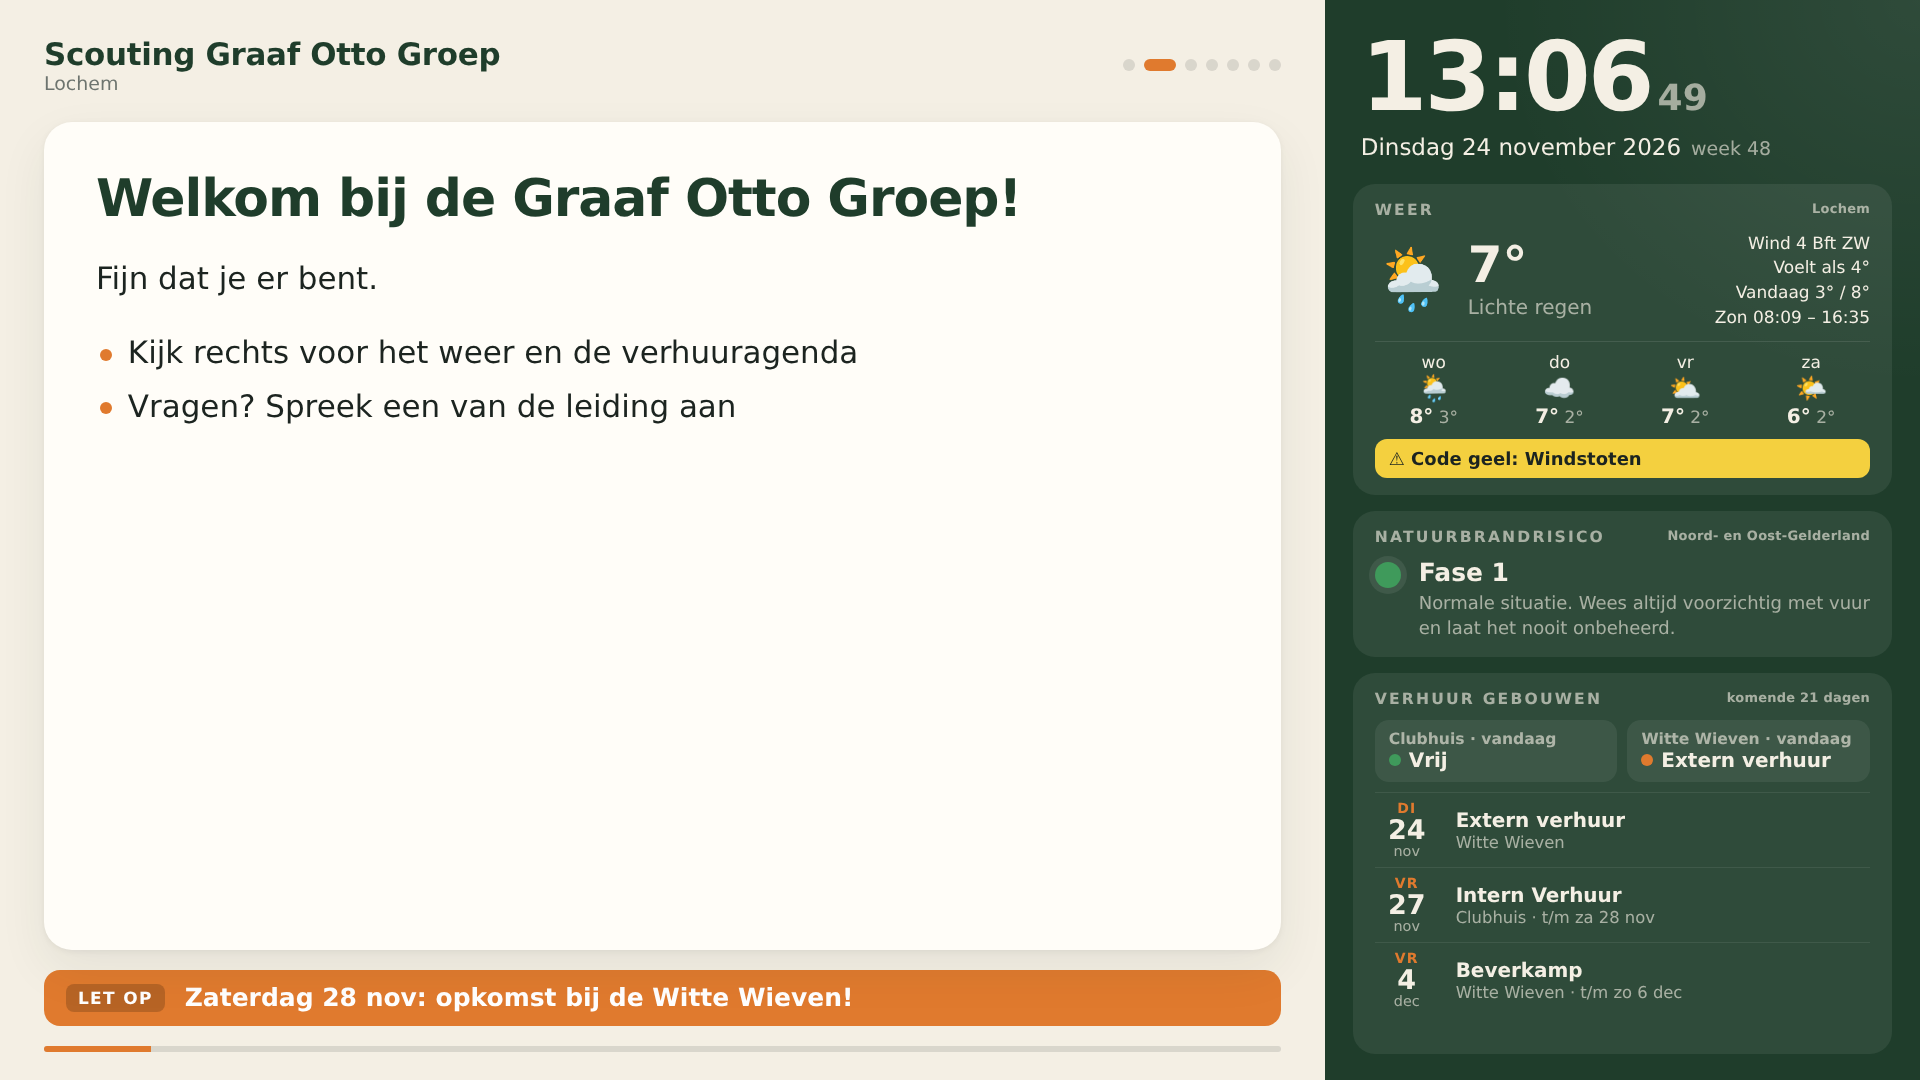 Scouting Graaf Otto Groep
Lochem
Welkom bij de Graaf Otto Groep!
Fijn dat je er bent.
Kijk rechts voor het weer en de verhuuragenda
Vragen? Spreek een van de leiding aan
LET OP Zaterdag 28 nov: opkomst bij de Witte Wieven!
13:06 49
Dinsdag 24 november 2026 week 48
WEER Lochem
7°
Lichte regen
Wind 4 Bft ZW
Voelt als 4°
Vandaag 3° / 8°
Zon 08:09 – 16:35
wo do vr za
8° 3° 7° 2° 7° 2° 6° 2°
⚠ Code geel: Windstoten
NATUURBRANDRISICO Noord- en Oost-Gelderland
Fase 1
Normale situatie. Wees altijd voorzichtig met vuur
en laat het nooit onbeheerd.
VERHUUR GEBOUWEN komende 21 dagen
Clubhuis · vandaag
Vrij
Witte Wieven · vandaag
Extern verhuur
DI
24
nov
Extern verhuur
Witte Wieven
VR
27
nov
Intern Verhuur
Clubhuis · t/m za 28 nov
VR
4
dec
Beverkamp
Witte Wieven · t/m zo 6 dec